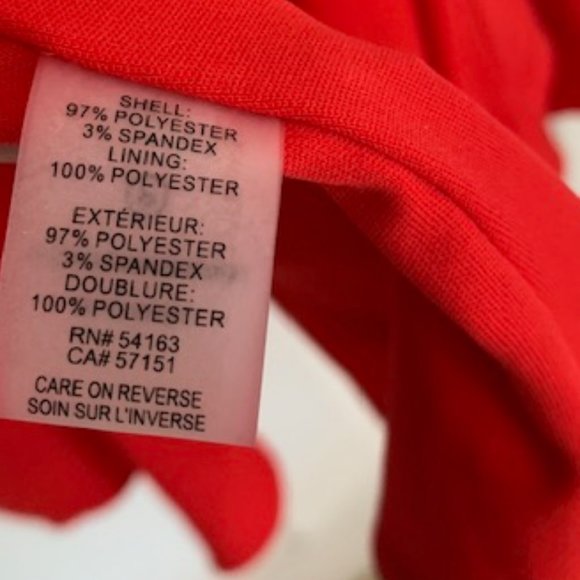 SHELL:
97% POLYESTER
3% SPANDEX
LINING:
100% POLYESTER
EXTÉRIEUR:
97% POLYESTER
3% SPANDEX
DOUBLURE:
100% POLYESTER
RN# 54163
CA# 57151
CARE ON REVERSE
SOIN SUR L'INVERSE